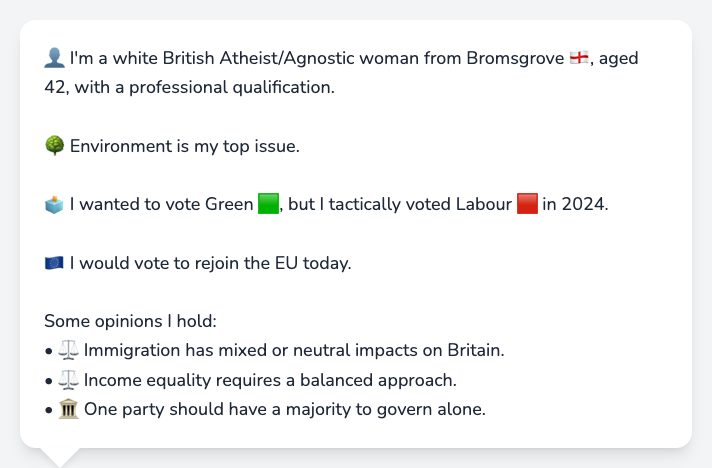 👤 I'm a white British Atheist/Agnostic woman from Bromsgrove 🏴󠁧󠁢󠁥󠁮󠁧󠁿, aged
42, with a professional qualification.
🌳 Environment is my top issue.
🗳️ I wanted to vote Green 🟩, but I tactically voted Labour 🟥 in 2024.
🇪🇺 I would vote to rejoin the EU today.
Some opinions I hold:
• ⚖️ Immigration has mixed or neutral impacts on Britain.
• ⚖️ Income equality requires a balanced approach.
• 🏛️ One party should have a majority to govern alone.